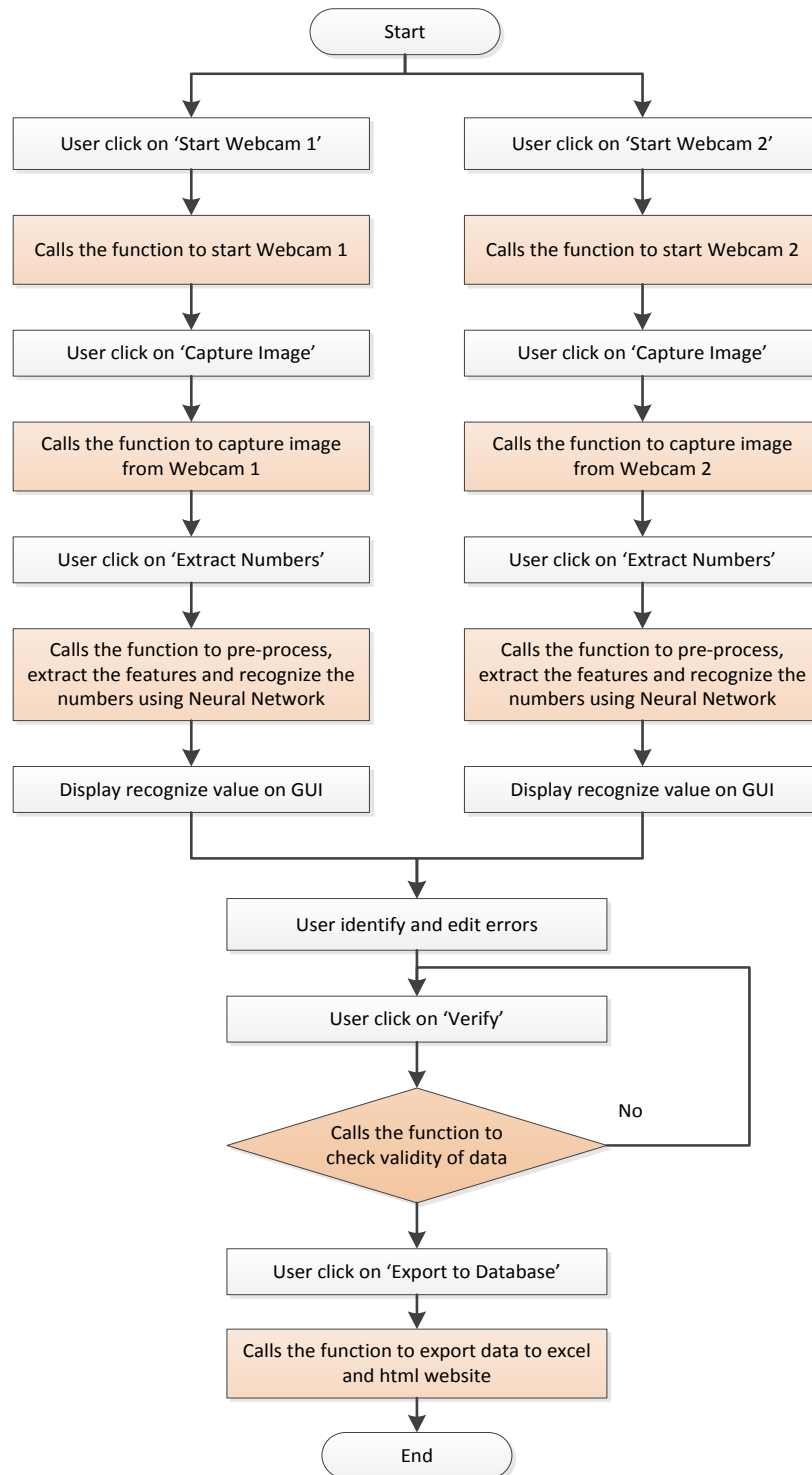 Start
User click on ‘Start Webcam 1’
User click on ‘Start Webcam 2’
Calls the function to start Webcam 1
Calls the function to start Webcam 2
User click on ‘Capture Image’
User click on ‘Capture Image’
Calls the function to capture image
from Webcam 1
Calls the function to capture image
from Webcam 2
User click on ‘Extract Numbers’
User click on ‘Extract Numbers’
Calls the function to pre-process,
extract the features and recognize the
numbers using Neural Network
Calls the function to pre-process,
extract the features and recognize the
numbers using Neural Network
Display recognize value on GUI
Display recognize value on GUI
User identify and edit errors
User click on ‘Verify’
No
Calls the function to
check validity of data
User click on ‘Export to Database’
Calls the function to export data to excel
and html website
End